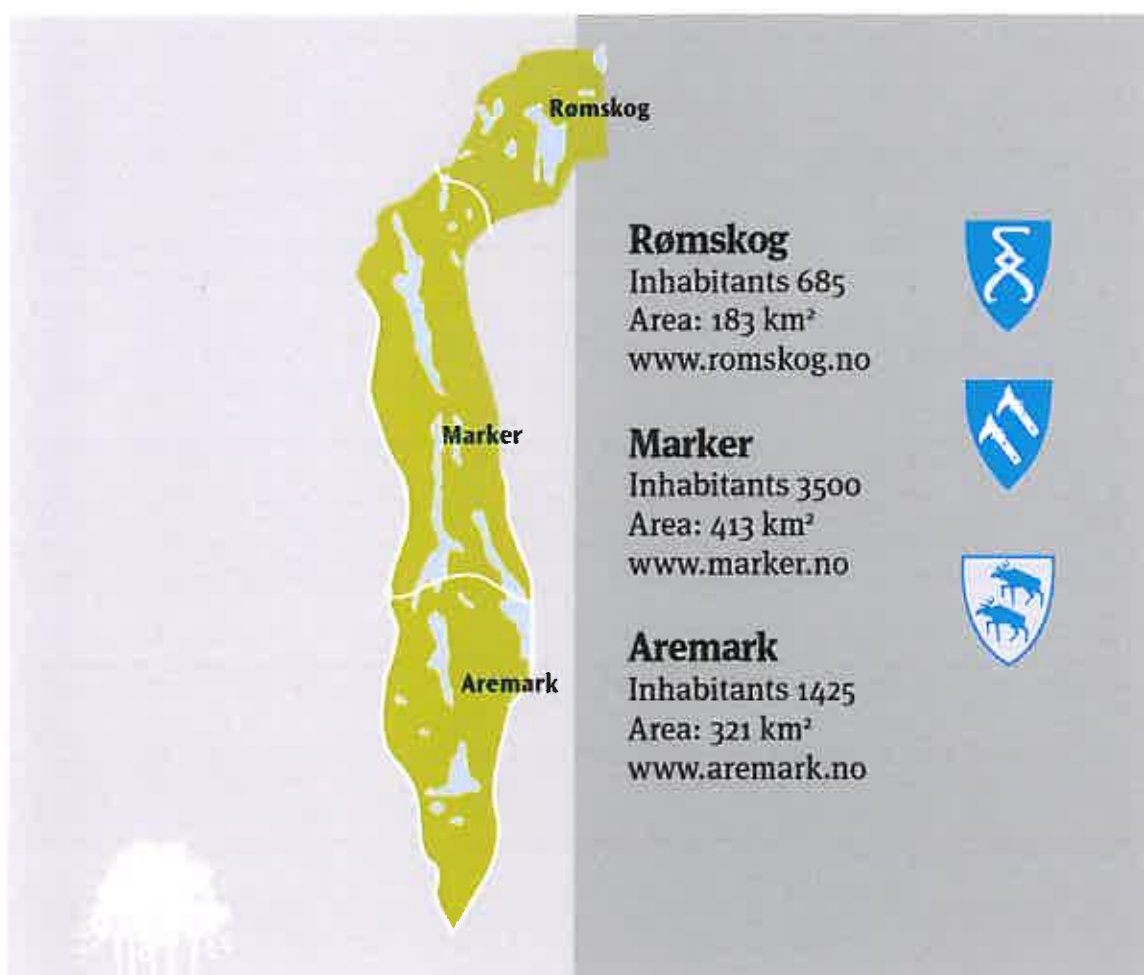 Rømskog
Marker
Aremark
Rømskog
Inhabitants 685
Area: 183 km²
www.romskog.no
Marker
Inhabitants 3500
Area: 413 km²
www.marker.no
Aremark
Inhabitants 1425
Area: 321 km²
www.aremark.no